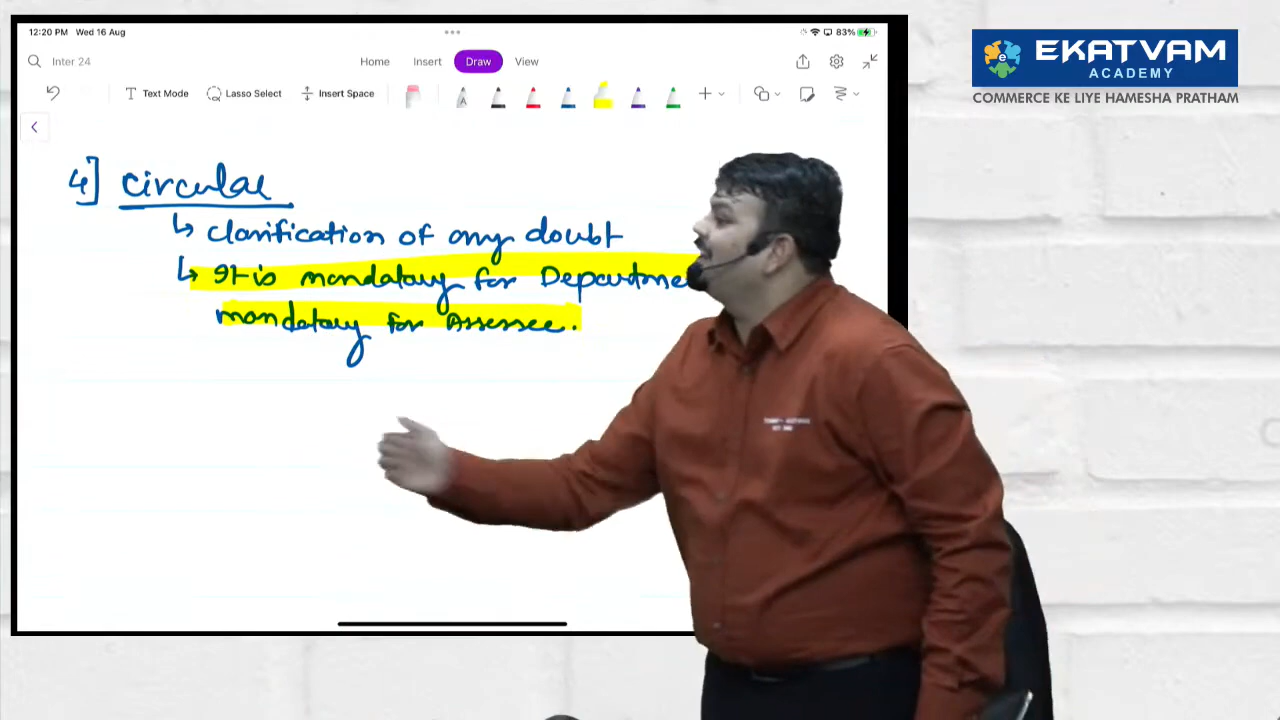 12:20 PM Wed 16 Aug
83%
Inter 24
Home Insert Draw View
Text Mode
Lasso Select
Insert Space
4] Circular
↳ clarification of any doubt
↳ It is mandatory for Departme
mandatory for Assessee.
EKATVAM
ACADEMY
COMMERCE KE LIYE HAMESHA PRATHAM